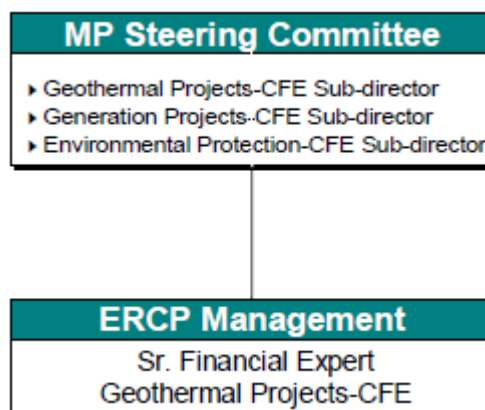 MP Steering Committee
▸ Geothermal Projects-CFE Sub-director
▸ Generation Projects-CFE Sub-director
▸ Environmental Protection-CFE Sub-director
ERCP Management
Sr. Financial Expert
Geothermal Projects-CFE